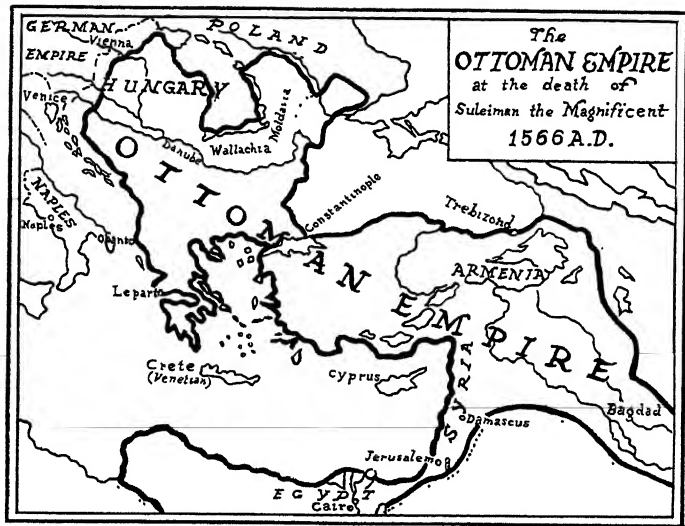 The
OTTOMAN EMPIRE
at the death of
Suleiman the Magnificent
1566 A.D.
GERMAN
EMPIRE
Vienna
POLAND
HUNGARY
Venice
Moldavia
Danube
Wallachia
OTTOMAN EMPIRE
NAPLES
Naples
Otranto
Constantinople
Trebizond
ARMENIA
Lepanto
Crete
(Venetian)
Cyprus
SYRIA
Bagdad
Damascus
Jerusalem
EGYPT
Cairo